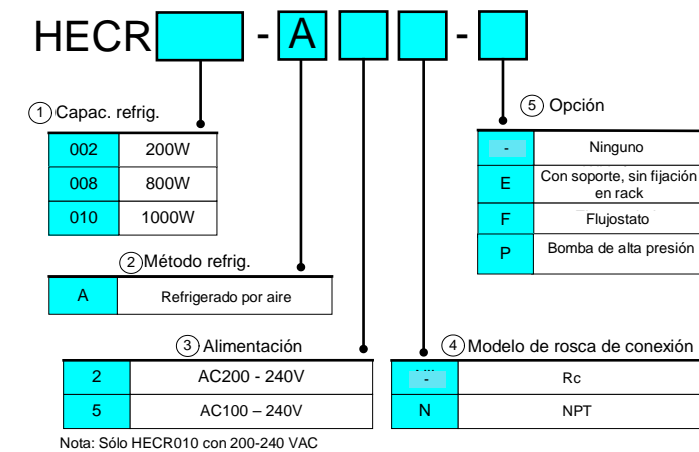 HECR - A -
1 Capac. refrig.
002 200W
008 800W
010 1000W
2 Método refrig.
A Refrigerado por aire
3 Alimentación
2 AC200 - 240V
5 AC100 – 240V
Nota: Sólo HECR010 con 200-240 VAC
4 Modelo de rosca de conexión
- Rc
N NPT
5 Opción
- Ninguno
E Con soporte, sin fijación
en rack
F Flujostato
P Bomba de alta presión